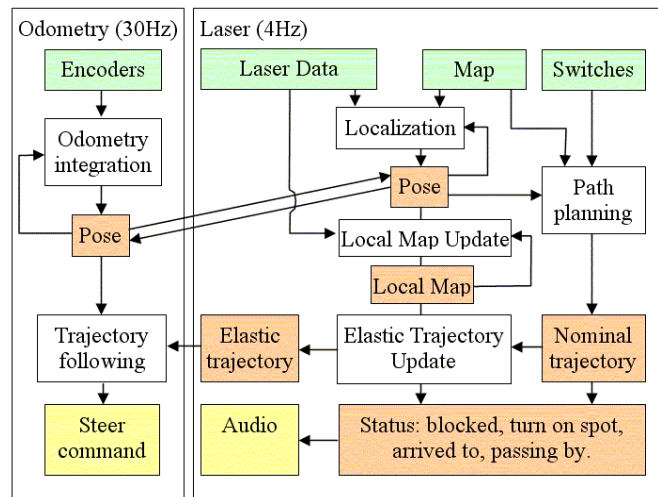 Odometry (30Hz)
Laser (4Hz)
Encoders
Laser Data
Map
Switches
Odometry
integration
Localization
Pose
Path
planning
Pose
Local Map Update
Local Map
Trajectory
following
Elastic
trajectory
Elastic Trajectory
Update
Nominal
trajectory
Steer
command
Audio
Status: blocked, turn on spot,
arrived to, passing by.